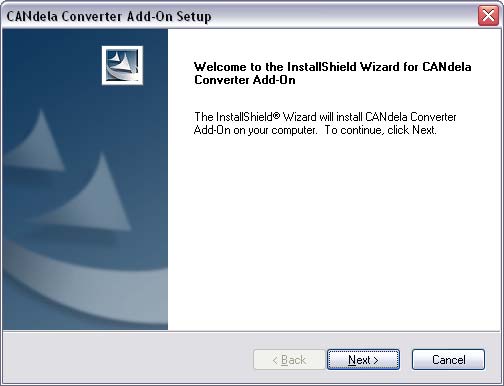 CANdela Converter Add-On Setup
Welcome to the InstallShield Wizard for CANdela
Converter Add-On
The InstallShield® Wizard will install CANdela Converter
Add-On on your computer. To continue, click Next.
< Back
Next >
Cancel